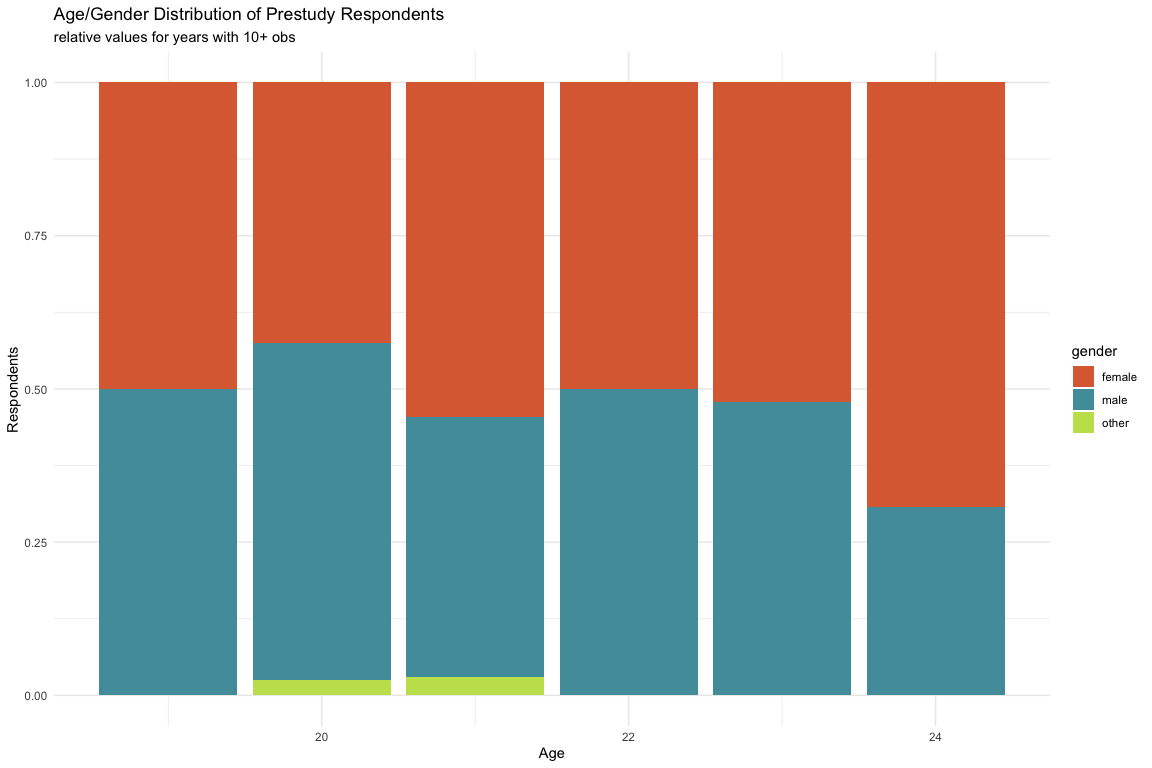 Age/Gender Distribution of Prestudy Respondents
relative values for years with 10+ obs
1.00
0.75
0.50
0.25
0.00
Respondents
20
22
24
Age
gender
female
male
other